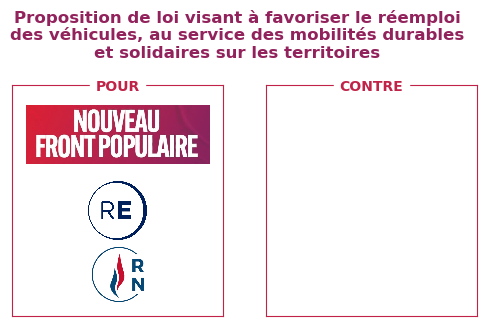 Proposition de loi visant à favoriser le réemploi
des véhicules, au service des mobilités durables
et solidaires sur les territoires
POUR
CONTRE
NOUVEAU
FRONT POPULAIRE
RE
R
N